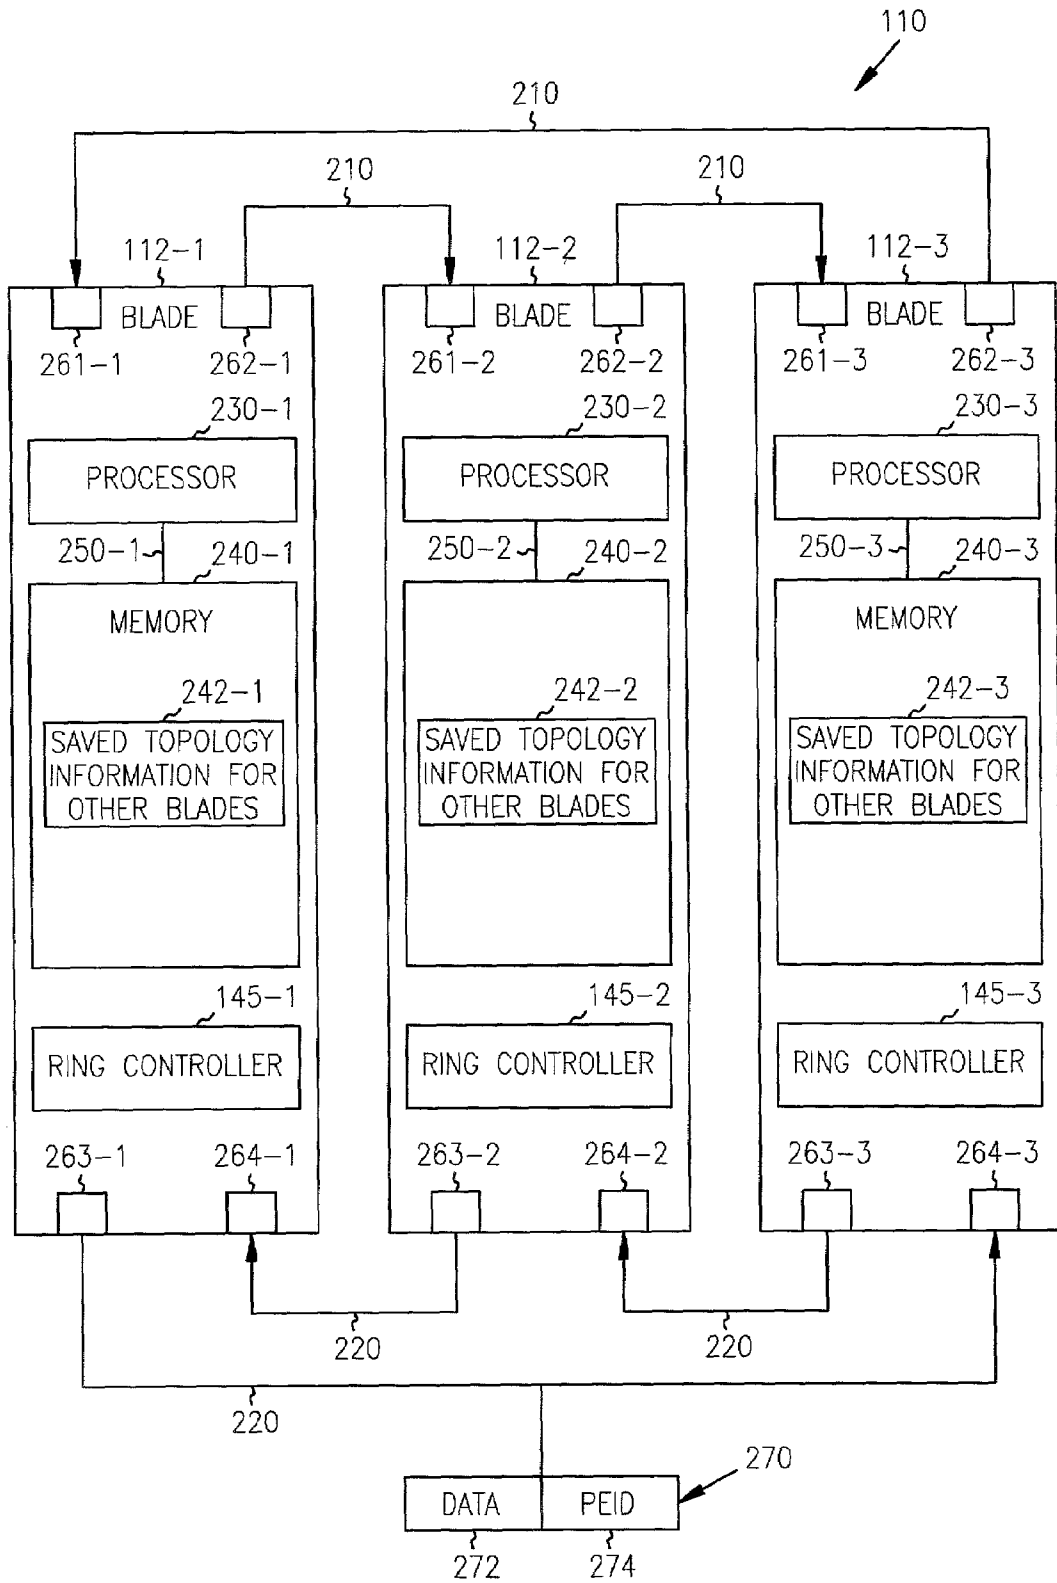 110
210
210
210
112-1
112-2
112-3
BLADE
BLADE
BLADE
261-1
262-1
261-2
262-2
261-3
262-3
230-1
230-2
230-3
PROCESSOR
PROCESSOR
PROCESSOR
250-1
240-1
250-2
240-2
250-3
240-3
MEMORY
MEMORY
242-1
242-2
242-3
SAVED TOPOLOGY
INFORMATION FOR
OTHER BLADES
SAVED TOPOLOGY
INFORMATION FOR
OTHER BLADES
SAVED TOPOLOGY
INFORMATION FOR
OTHER BLADES
145-1
145-2
145-3
RING CONTROLLER
RING CONTROLLER
RING CONTROLLER
263-1
264-1
263-2
264-2
263-3
264-3
220
220
220
270
DATA
PEID
272
274